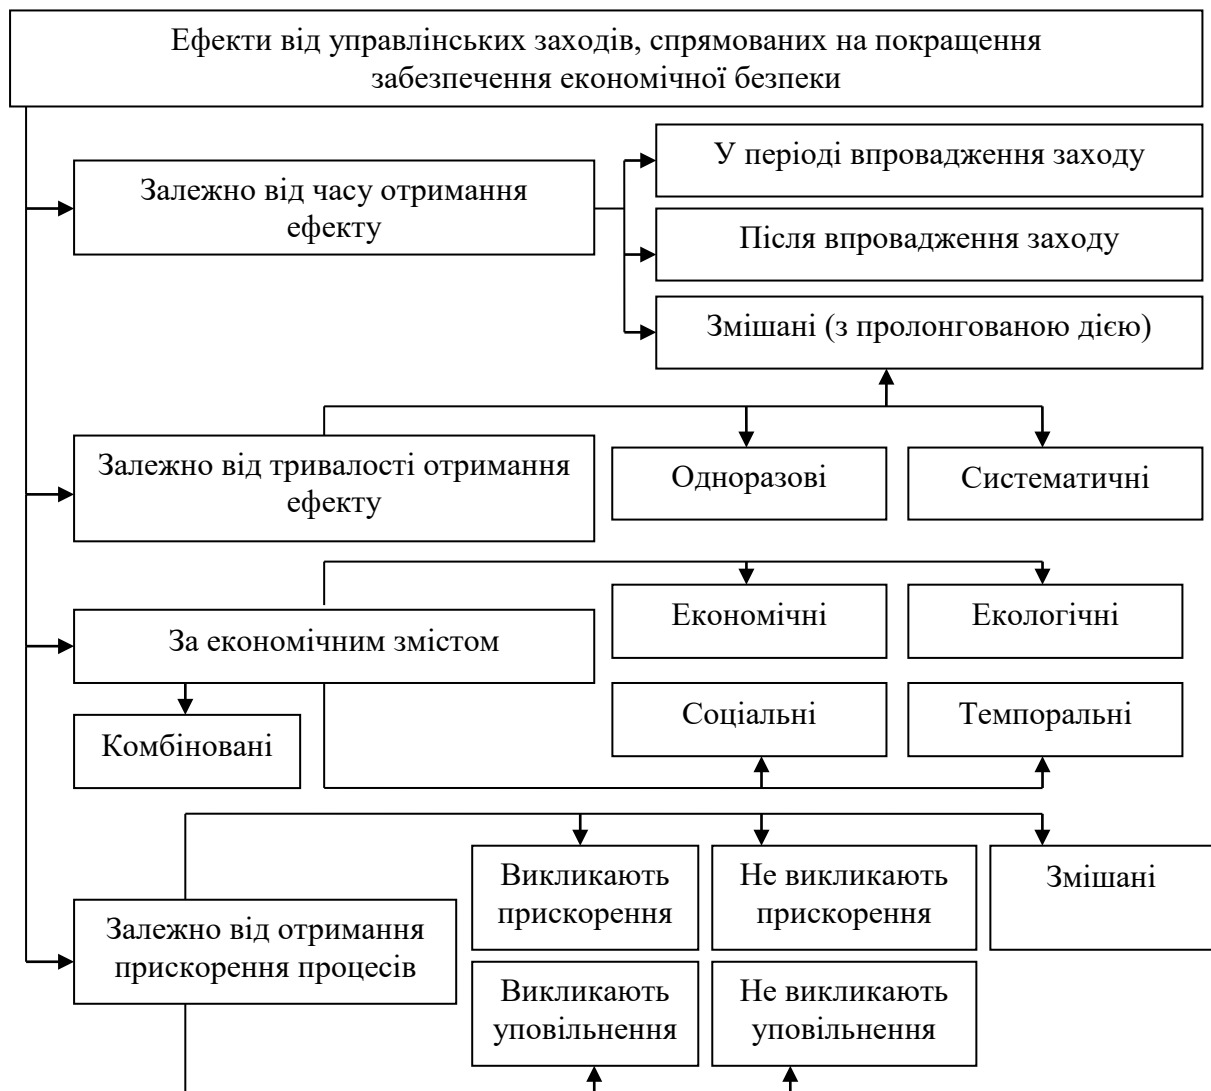 Ефекти від управлінських заходів, спрямованих на покращення
забезпечення економічної безпеки
Залежно від часу отримання
ефекту
У періоді впровадження заходу
Після впровадження заходу
Змішані (з пролонгованою дією)
Залежно від тривалості отримання
ефекту
Одноразові
Систематичні
За економічним змістом
Економічні
Екологічні
Соціальні
Темпоральні
Комбіновані
Залежно від отримання
прискорення процесів
Викликають
прискорення
Не викликають
прискорення
Змішані
Викликають
уповільнення
Не викликають
уповільнення